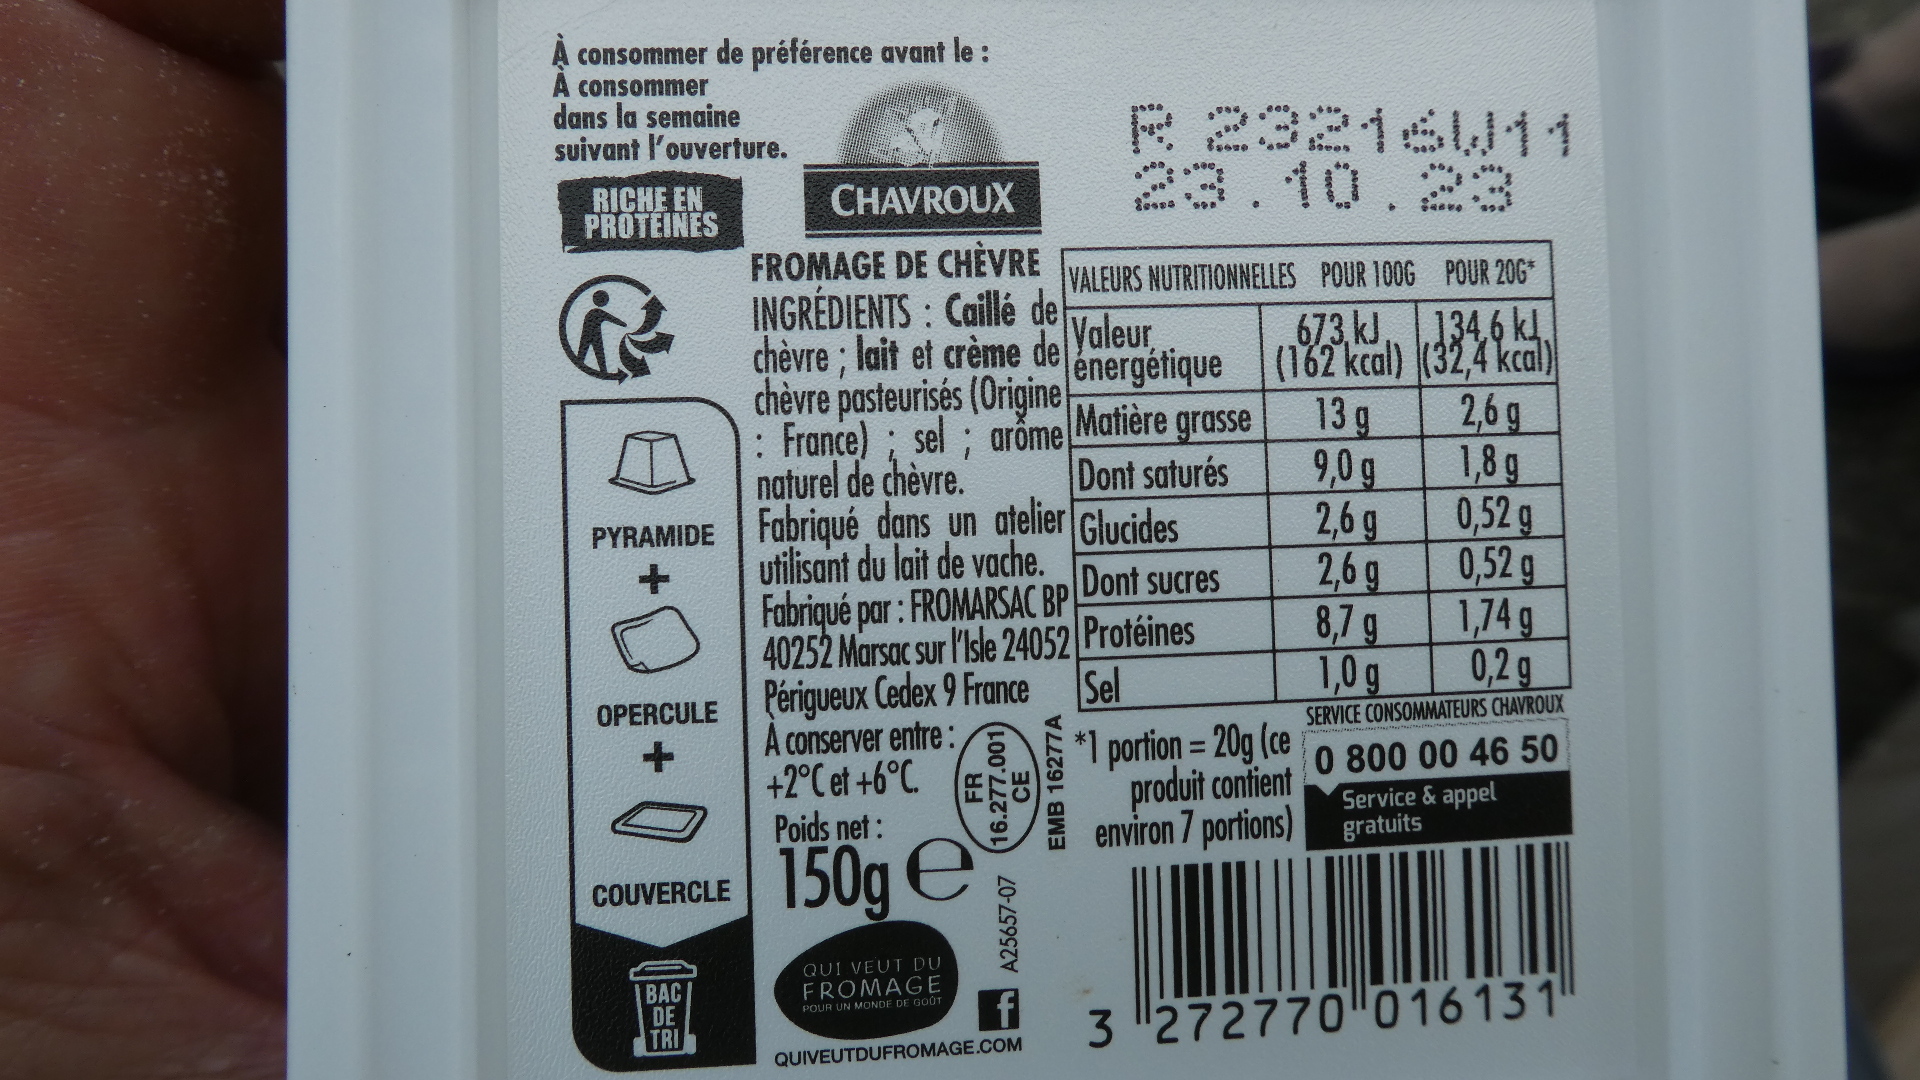 À consommer de préférence avant le :
À consommer
dans la semaine
suivant l'ouverture.
RICHE EN
PROTÉINES
CHAVROUX
R 23216W11
23.10.23
FROMAGE DE CHÈVRE
INGRÉDIENTS : Caillé de
chèvre ; lait et crème de
chèvre pasteurisés (Origine
: France) ; sel ; arôme
naturel de chèvre.
Fabriqué dans un atelier
utilisant du lait de vache.
Fabriqué par : FROMARSAC BP
40252 Marsac sur l'Isle 24052
Périgueux Cedex 9 France
À conserver entre :
+2°C et +6°C.
Poids net :
150g e
FR
16.277.001
CE
EMB 16277A
VALEURS NUTRITIONNELLES POUR 100G POUR 20G*
Valeur énergétique 673 kJ (162 kcal) 134,6 kJ (32,4 kcal)
Matière grasse 13 g 2,6 g
Dont saturés 9,0 g 1,8 g
Glucides 2,6 g 0,52 g
Dont sucres 2,6 g 0,52 g
Protéines 8,7 g 1,74 g
Sel 1,0 g 0,2 g
*1 portion = 20g (ce
produit contient
environ 7 portions)
SERVICE CONSOMMATEURS CHAVROUX
0 800 00 46 50
Service & appel
gratuits
PYRAMIDE
+
OPERCULE
+
COUVERCLE
BAC
DE
TRI
QUI VEUT DU
FROMAGE
POUR UN MONDE DE GOÛT
QUIVEUTDUFROMAGE.COM
f
A25657-07
3 272770 016131